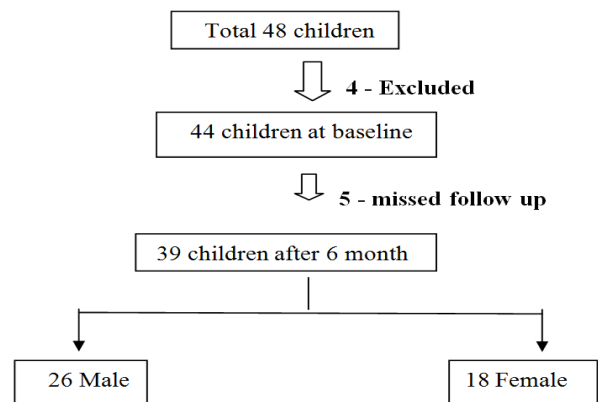 Total 48 children
4 - Excluded
44 children at baseline
5 - missed follow up
39 children after 6 month
26 Male
18 Female